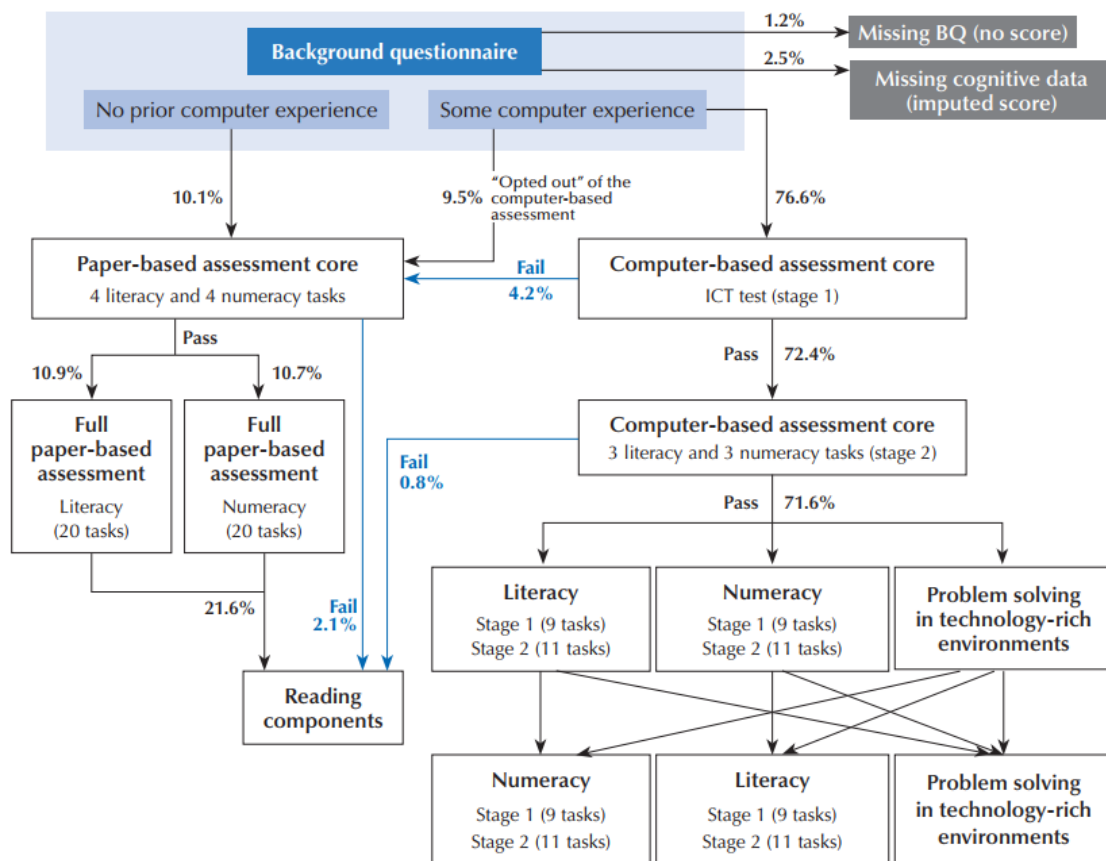 1.2%
Missing BQ (no score)
Background questionnaire
2.5%
Missing cognitive data
(imputed score)
No prior computer experience
Some computer experience
10.1%
9.5%
“Opted out” of the
computer-based
assessment
76.6%
Paper-based assessment core
4 literacy and 4 numeracy tasks
Fail
4.2%
Computer-based assessment core
ICT test (stage 1)
Pass
10.9%
10.7%
Pass
72.4%
Full
paper-based
assessment
Literacy
(20 tasks)
Full
paper-based
assessment
Numeracy
(20 tasks)
Fail
0.8%
Computer-based assessment core
3 literacy and 3 numeracy tasks (stage 2)
Pass
71.6%
21.6%
Fail
2.1%
Reading
components
Literacy
Stage 1 (9 tasks)
Stage 2 (11 tasks)
Numeracy
Stage 1 (9 tasks)
Stage 2 (11 tasks)
Problem solving
in technology-rich
environments
Numeracy
Stage 1 (9 tasks)
Stage 2 (11 tasks)
Literacy
Stage 1 (9 tasks)
Stage 2 (11 tasks)
Problem solving
in technology-rich
environments